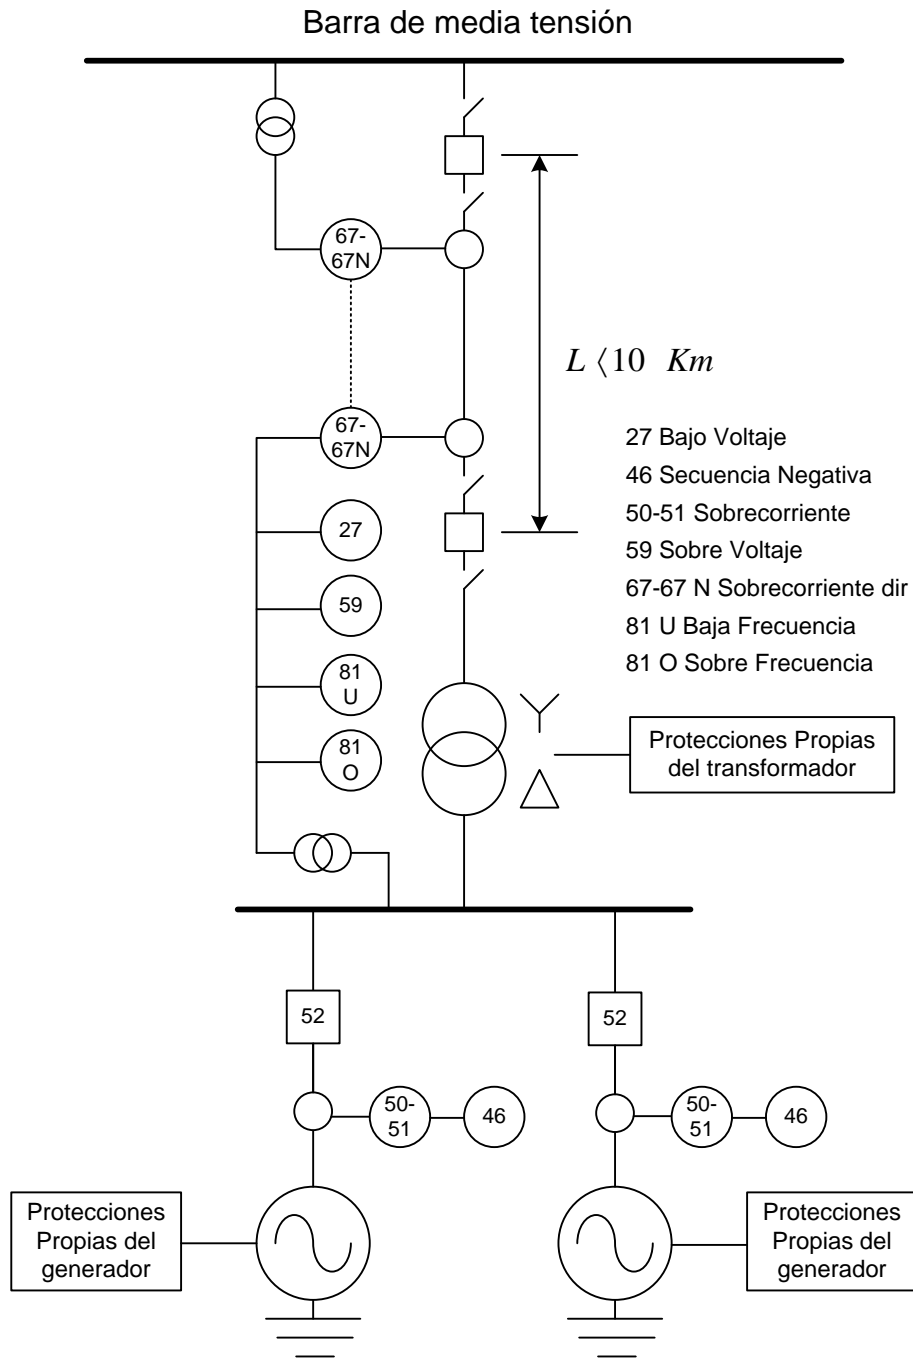 Barra de media tensión
67-
67N
L 〈10 Km
67-
67N
27 Bajo Voltaje
46 Secuencia Negativa
50-51 Sobrecorriente
59 Sobre Voltaje
67-67 N Sobrecorriente dir
81 U Baja Frecuencia
81 O Sobre Frecuencia
27
59
81
U
81
O
Protecciones Propias
del transformador
52
52
50-
51
46
50-
51
46
Protecciones
Propias del
generador
Protecciones
Propias del
generador